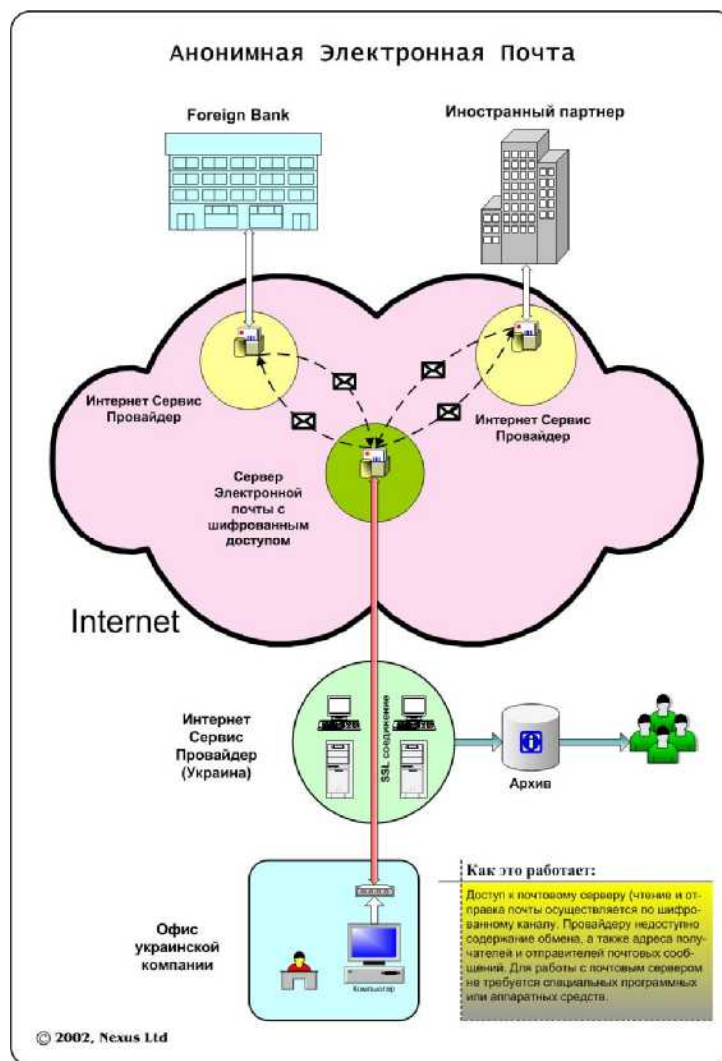 Анонимная Электронная Почта
Foreign Bank
Иностранный партнер
Интернет Сервис
Провайдер
Интернет Сервис
Провайдер
Сервер
Электронной
почты с
шифрованным
доступом
Internet
Интернет
Сервис
Провайдер
(Украина)
SSL соединение
Архив
Офис
украинской
компании
Компьютер
Как это работает:
Доступ к почтовому серверу (чтение и от-
правка почты осуществляется по шифро-
ванному каналу. Провайдеру недоступно
содержание обмена, а также адреса полу-
чателей и отправителей почтовых сооб-
щений. Для работы с почтовым сервером
не требуется специальных программных
или аппаратных средств.
© 2002, Nexus Ltd